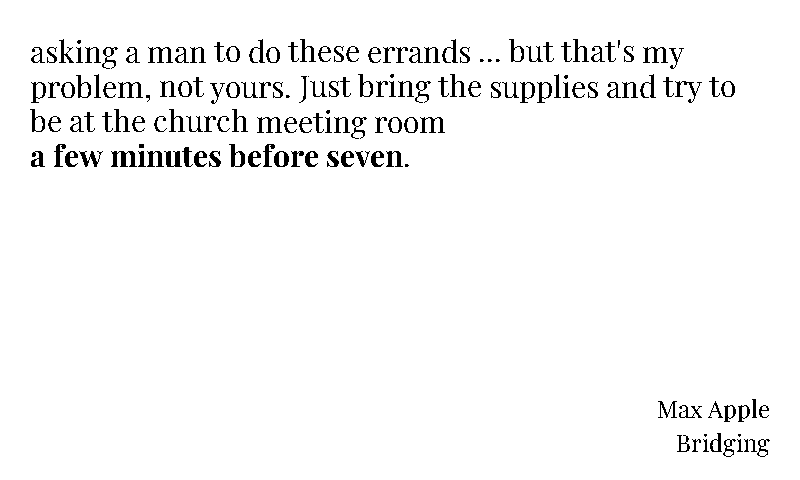 asking a man to do these errands ... but that's my
problem, not yours. Just bring the supplies and try to
be at the church meeting room
a few minutes before seven.
Max Apple
Bridging